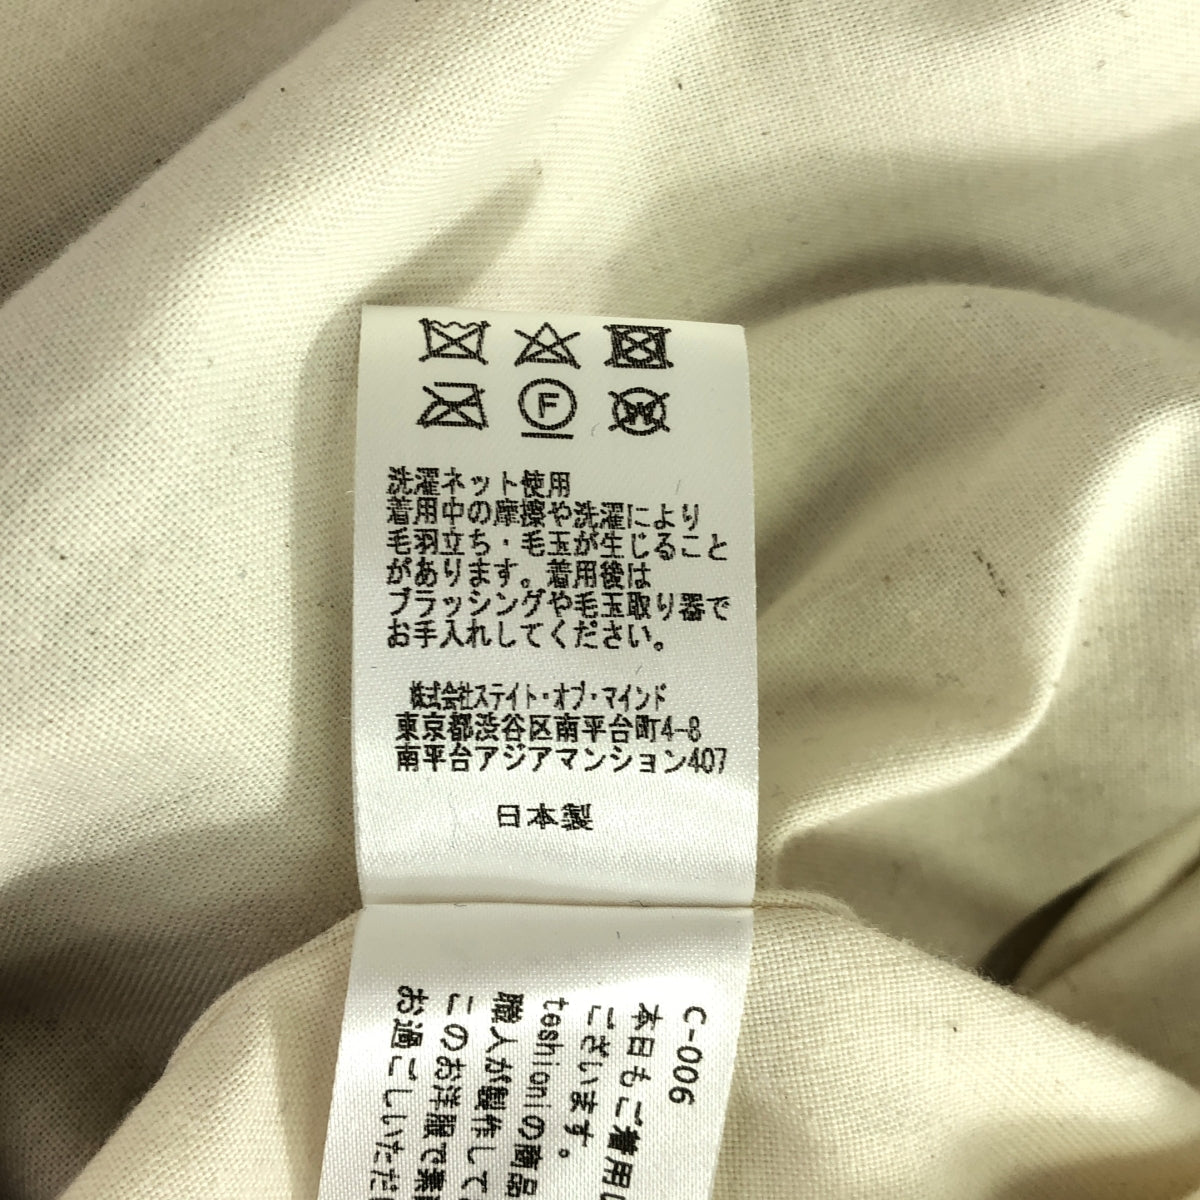 F
W
洗濯ネット使用
着用中の摩擦や洗濯により
毛羽立ち・毛玉が生じること
があります。着用後は
ブラッシングや毛玉取り器で
お手入れしてください。
株式会社ステイト・オブ・マインド
東京都渋谷区南平台町4-8
南平台アジアマンション407
日本製
C-006
本日もご着用し
ございます。
teshioniの商品
職人が製作して
このお洋服で素
お過ごしいただ